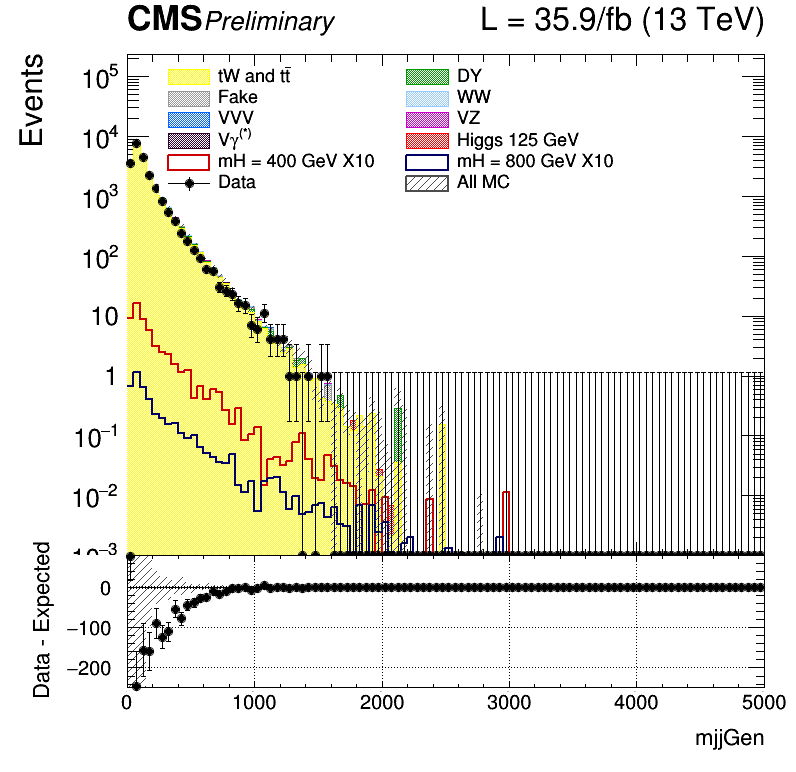 CMS Preliminary L = 35.9/fb (13 TeV)
Events
10⁵
10⁴
10³
10²
10
1
10⁻¹
10⁻²
10⁻³
tW and tt̅ DY
Fake WW
VVV VZ
Vγ⁽*⁾ Higgs 125 GeV
mH = 400 GeV X10 mH = 800 GeV X10
Data All MC
Data - Expected
0
−100
−200
0 1000 2000 3000 4000 5000
mjjGen